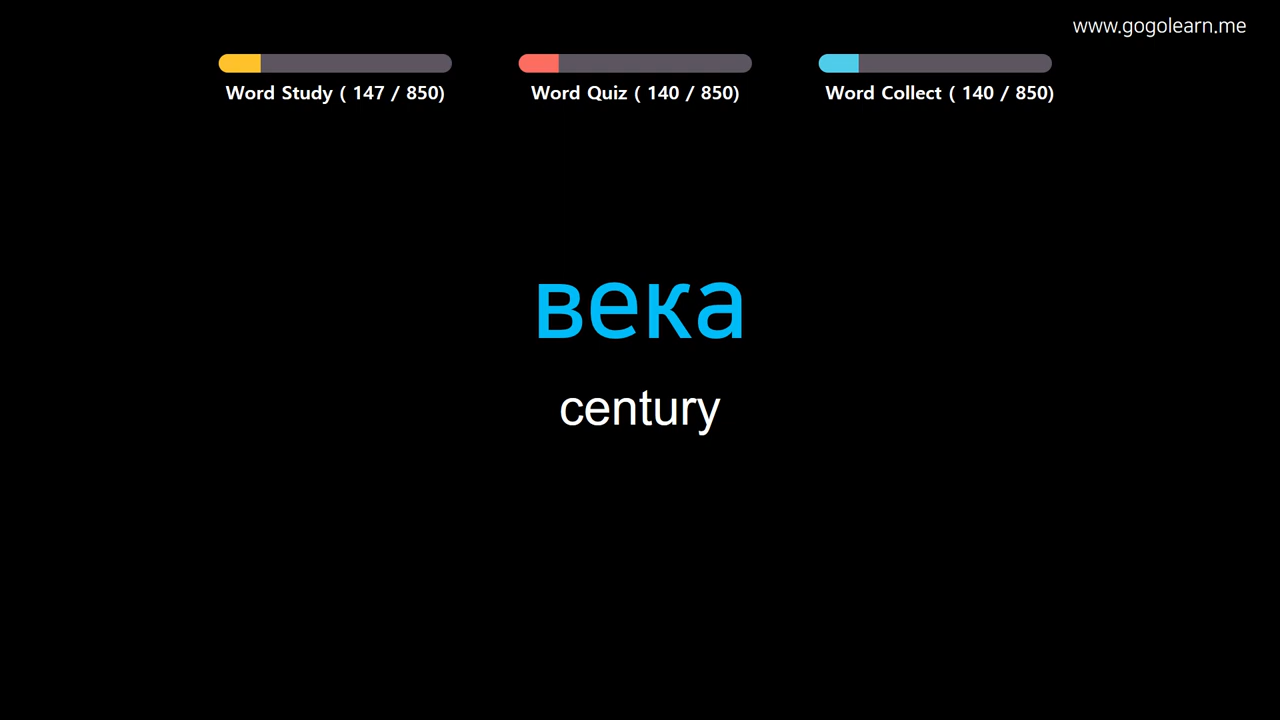 www.gogolearn.me
Word Study ( 147 / 850)
Word Quiz ( 140 / 850)
Word Collect ( 140 / 850)
века
century